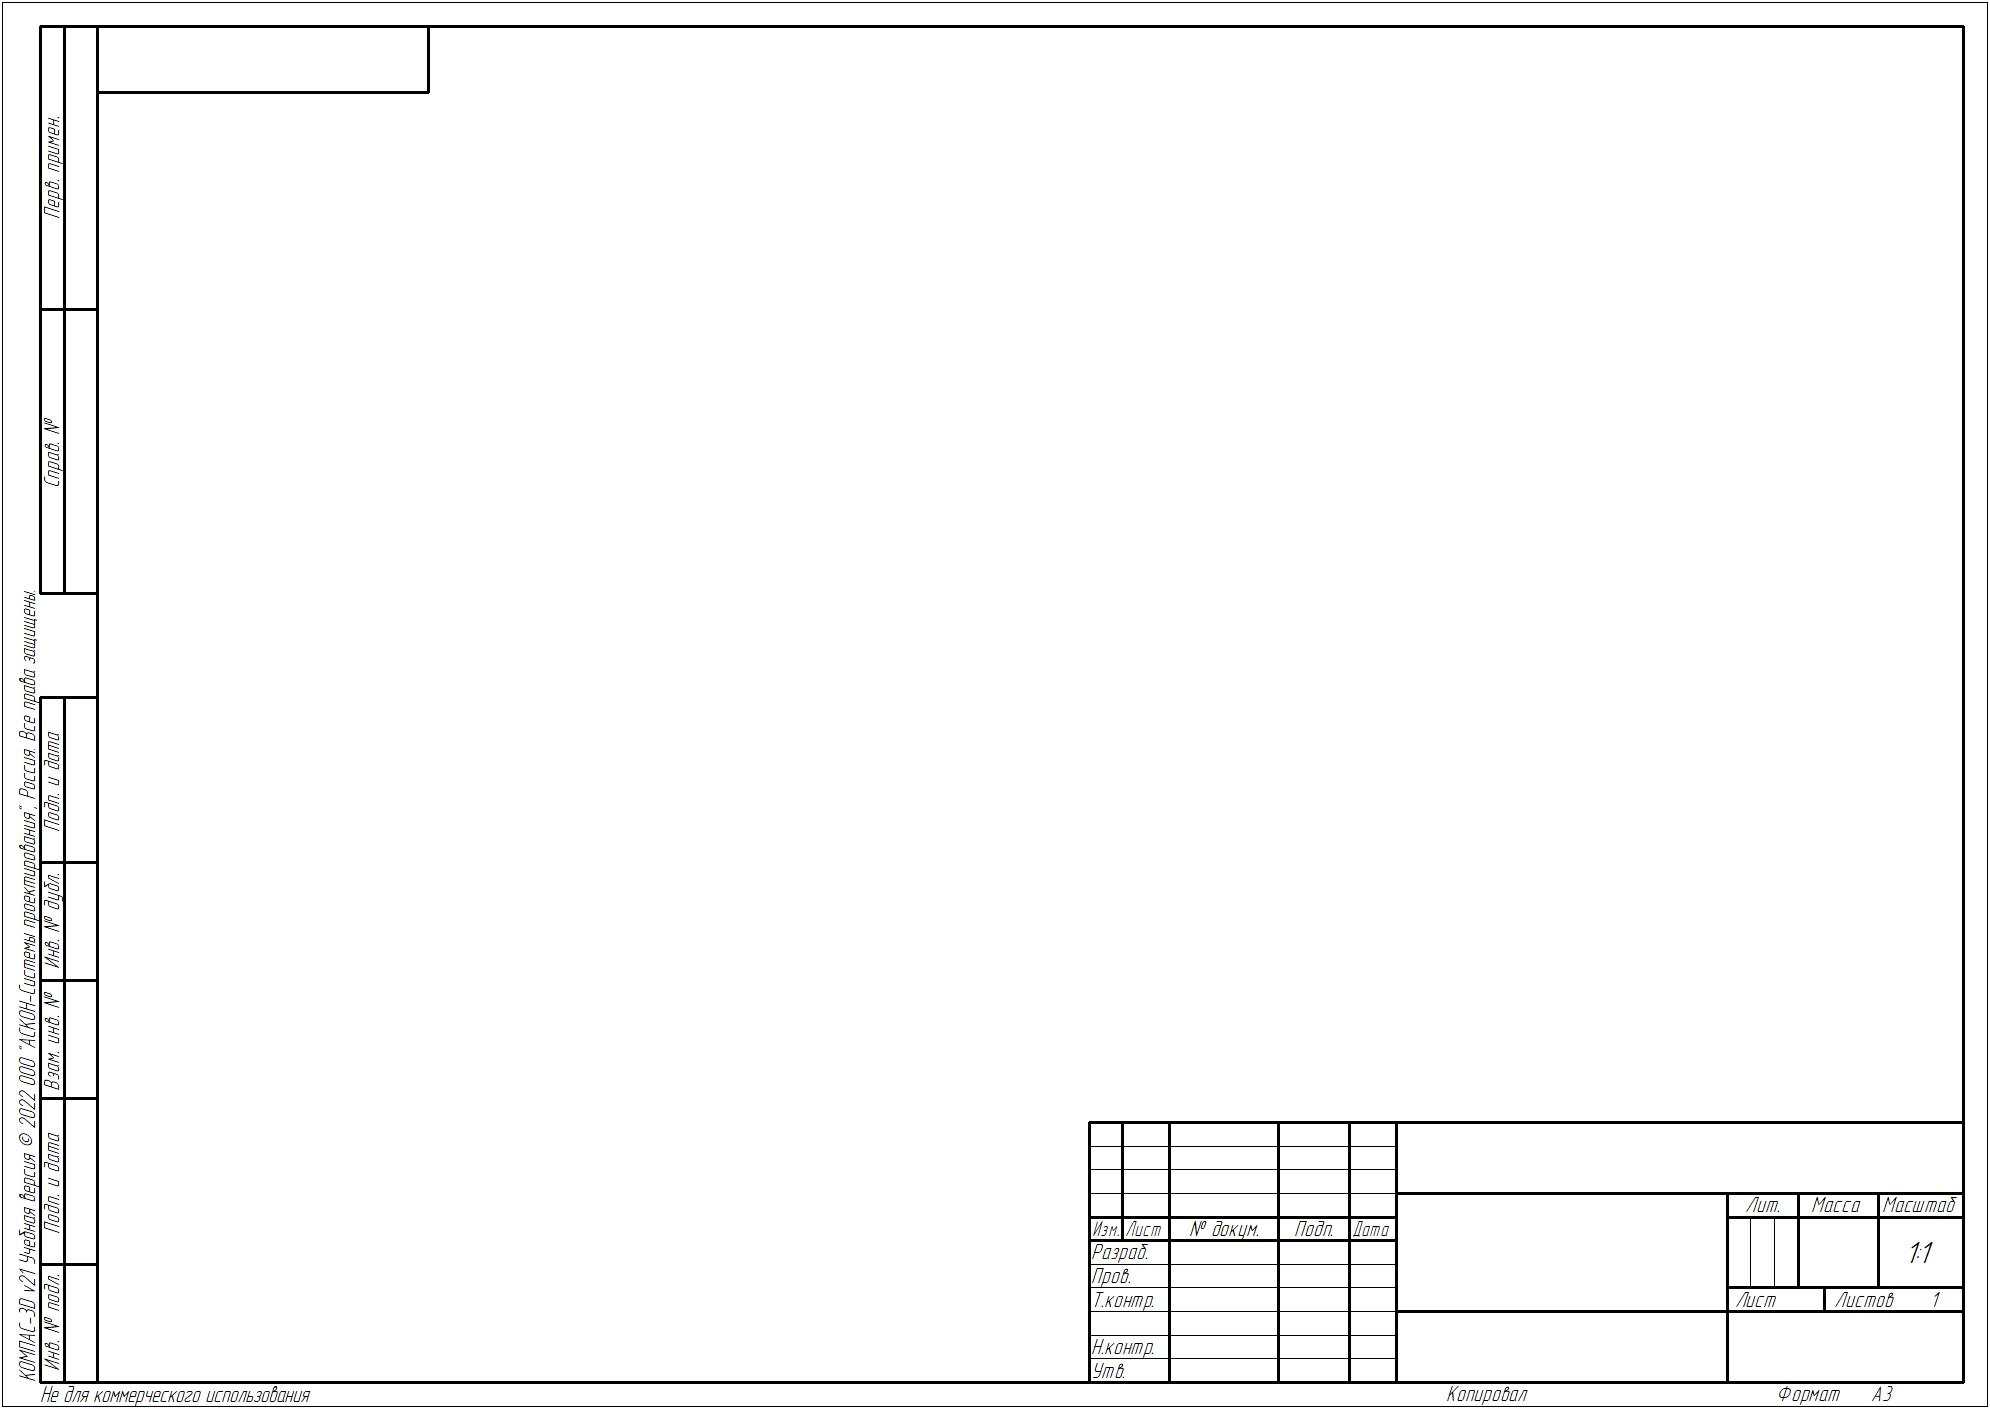 Перв. примен.
Справ. №
Подп. и дата
Инв. № дубл.
Взам. инв. №
Подп. и дата
Инв. № подл.
КОМПАС-3D v21 Учебная версия © 2022 ООО "АСКОН-Системы проектирования", Россия. Все права защищены.
Лит. Масса Масштаб
Изм. Лист № докум. Подп. Дата
1:1
Разраб.
Пров.
Т.контр.
Лист Листов 1
Н.контр.
Утв.
Не для коммерческого использования
Копировал
Формат A3